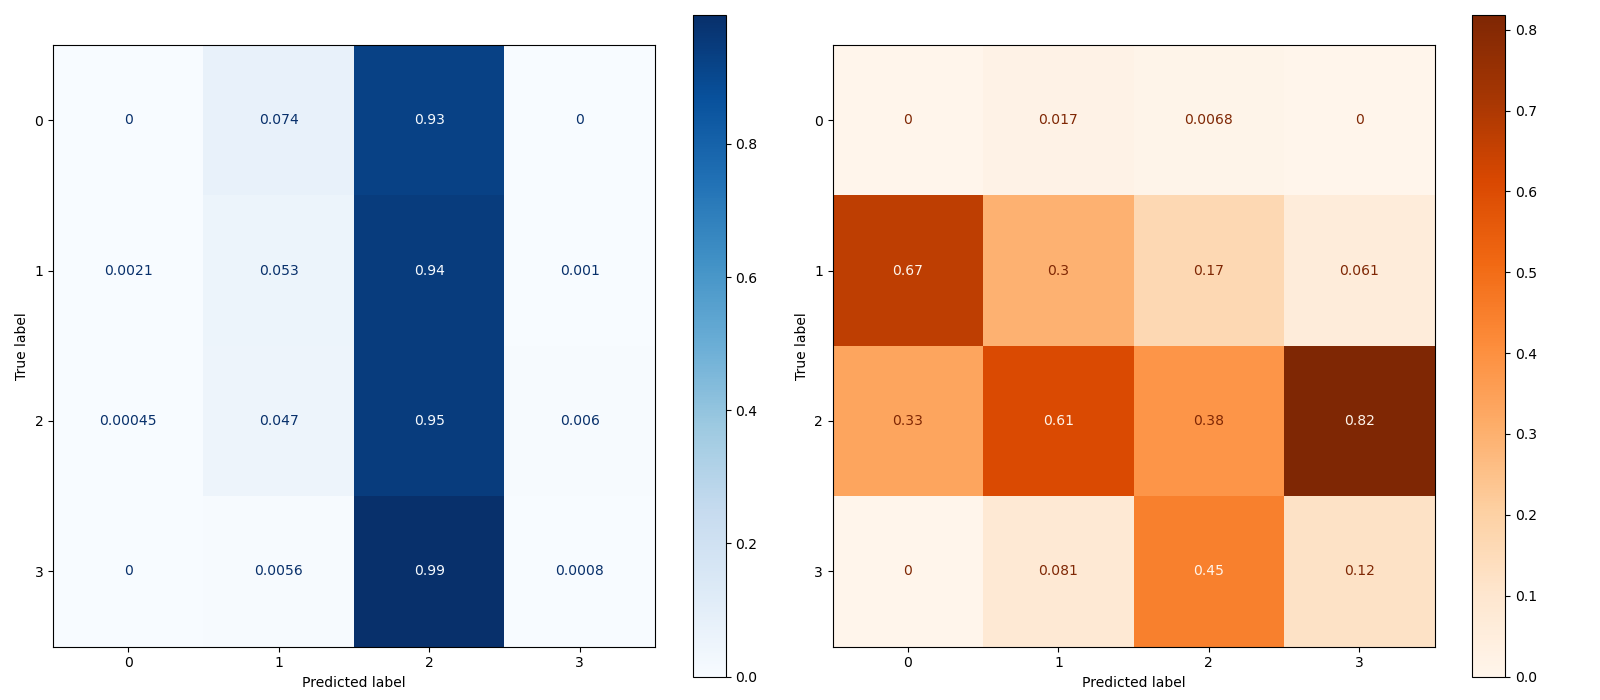 0 0 0.074 0.93 0
1 0.0021 0.053 0.94 0.001
2 0.00045 0.047 0.95 0.006
3 0 0.0056 0.99 0.0008
0 1 2 3
Predicted label
True label
0.8
0.6
0.4
0.2
0.0
0 0 0.017 0.0068 0
1 0.67 0.3 0.17 0.061
2 0.33 0.61 0.38 0.82
3 0 0.081 0.45 0.12
0 1 2 3
Predicted label
True label
0.8
0.7
0.6
0.5
0.4
0.3
0.2
0.1
0.0